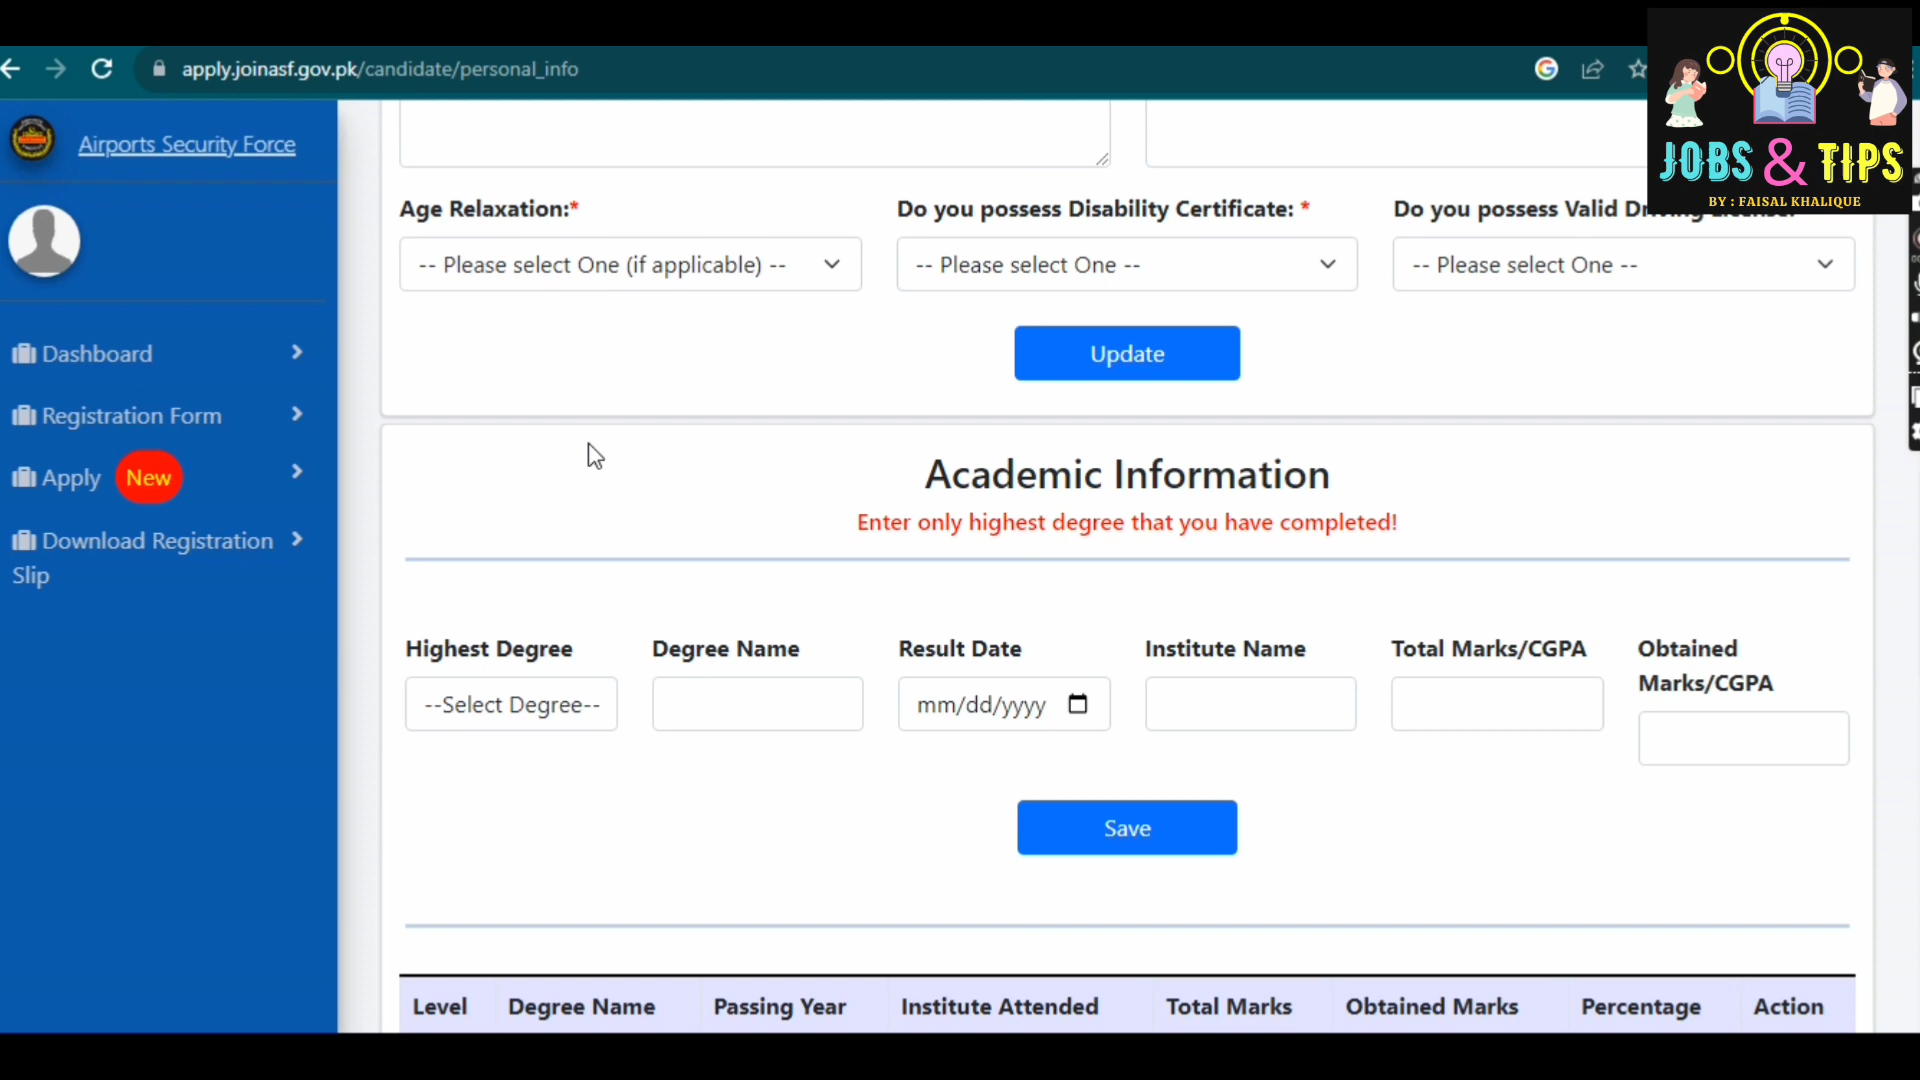 apply.joinasf.gov.pk/candidate/personal_info
JOBS & TIPS
BY : FAISAL KHALIQUE
Airports Security Force
Dashboard
Registration Form
Apply New
Download Registration
Slip
Age Relaxation:*
Do you possess Disability Certificate: *
Do you possess Valid Driving License:
-- Please select One (if applicable) --
-- Please select One --
-- Please select One --
Update
Academic Information
Enter only highest degree that you have completed!
Highest Degree
Degree Name
Result Date
Institute Name
Total Marks/CGPA
Obtained
Marks/CGPA
--Select Degree--
mm/dd/yyyy
Save
Level Degree Name Passing Year Institute Attended Total Marks Obtained Marks Percentage Action